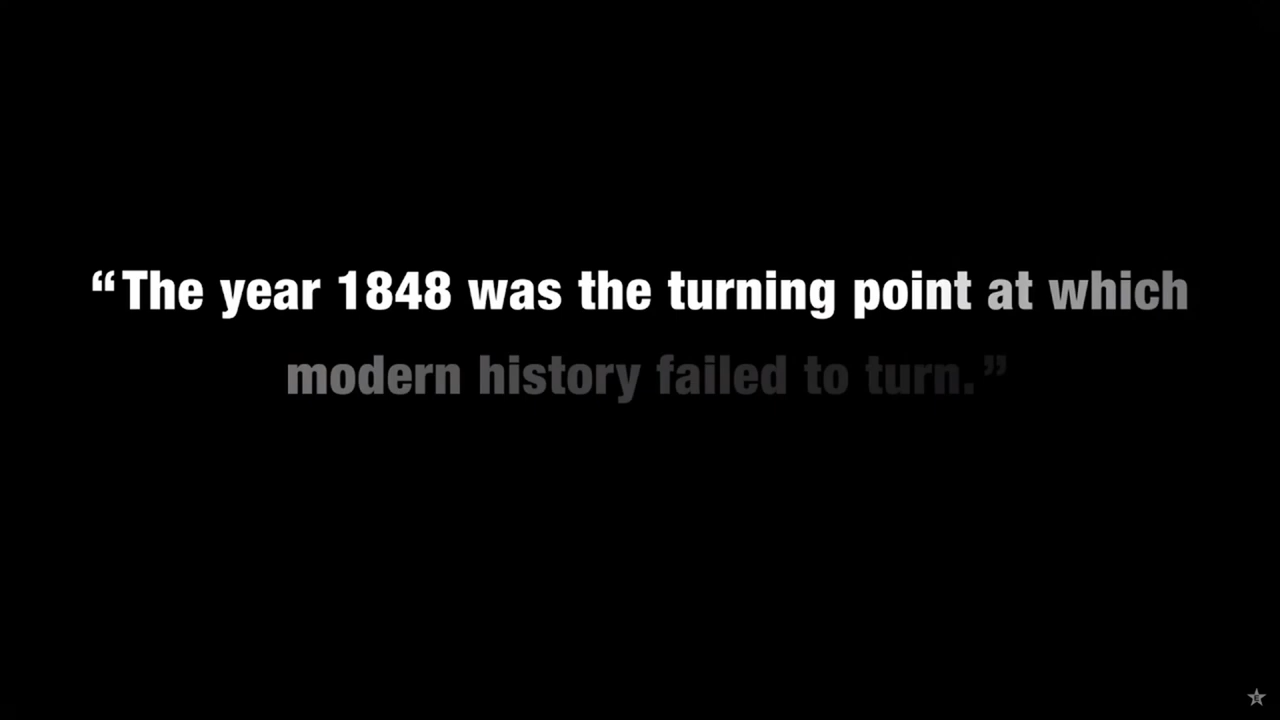 “The year 1848 was the turning point at which
modern history failed to turn.”